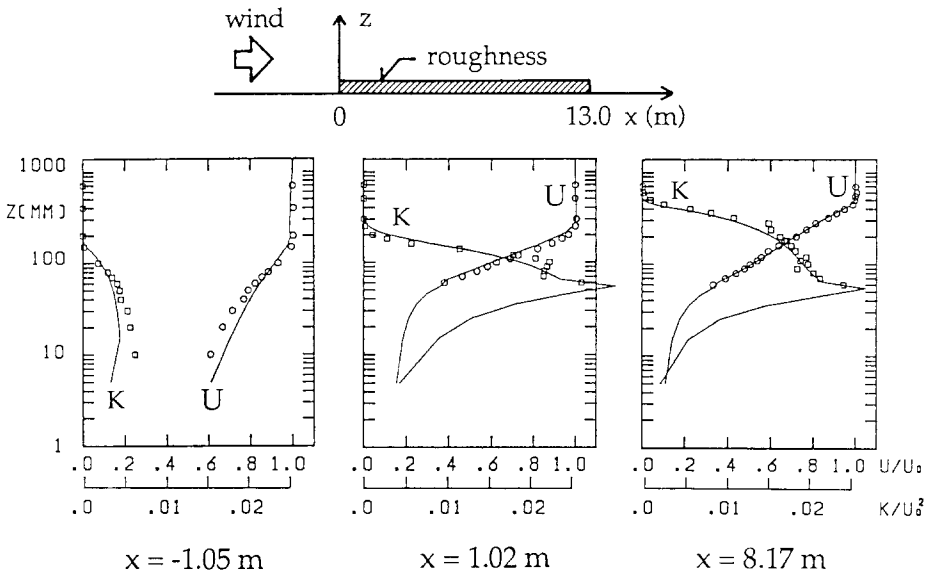 wind
z
roughness
0
13.0 x (m)
1000
Z(MM)
100
10
1
K
U
K
U
K
U
.0 .2 .4 .6 .8 1.0
.0 .2 .4 .6 .8 1.0
.0 .2 .4 .6 .8 1.0 U/U₀
.0 .01 .02
.0 .01 .02
.0 .01 .02 K/U₀²
x = -1.05 m
x = 1.02 m
x = 8.17 m